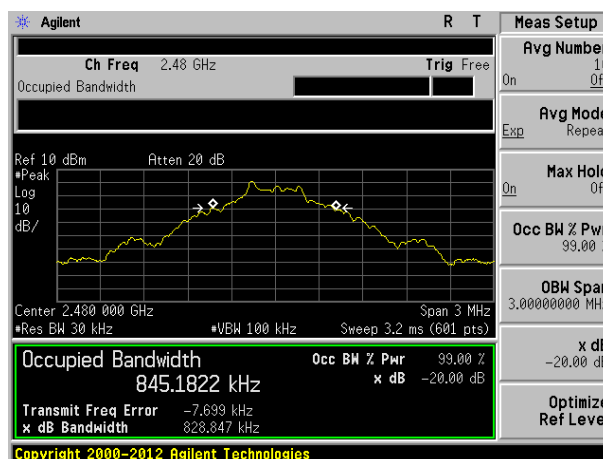 Agilent R T
Meas Setup
Ch Freq 2.48 GHz Trig Free
Occupied Bandwidth
Ref 10 dBm Atten 20 dB
#Peak
Log
10
dB/
Center 2.480 000 GHz Span 3 MHz
#Res BW 30 kHz #VBW 100 kHz Sweep 3.2 ms (601 pts)
Occupied Bandwidth Occ BW % Pwr 99.00 %
845.1822 kHz x dB -20.00 dB
Transmit Freq Error -7.699 kHz
x dB Bandwidth 828.847 kHz
Copyright 2000-2012 Agilent Technologies
Avg Number
10
On Off
Avg Mode
Exp Repeat
Max Hold
On Off
Occ BW % Pwr
99.00
OBW Span
3.00000000 MHz
x dB
-20.00 dB
Optimize
Ref Level